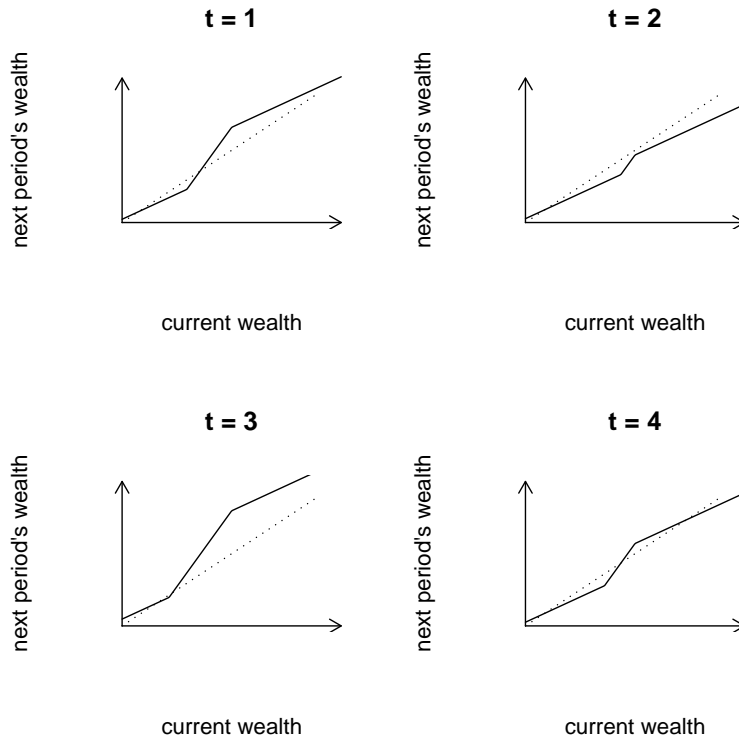 t = 1
next period's wealth
current wealth
t = 2
next period's wealth
current wealth
t = 3
next period's wealth
current wealth
t = 4
next period's wealth
current wealth